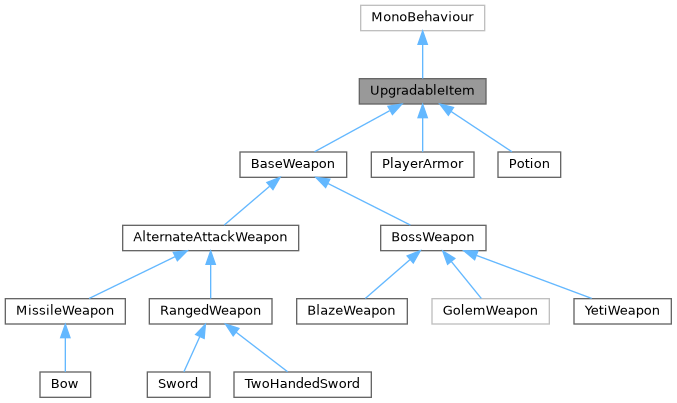 MonoBehaviour
UpgradableItem
BaseWeapon
PlayerArmor
Potion
AlternateAttackWeapon
BossWeapon
MissileWeapon
RangedWeapon
BlazeWeapon
GolemWeapon
YetiWeapon
Bow
Sword
TwoHandedSword